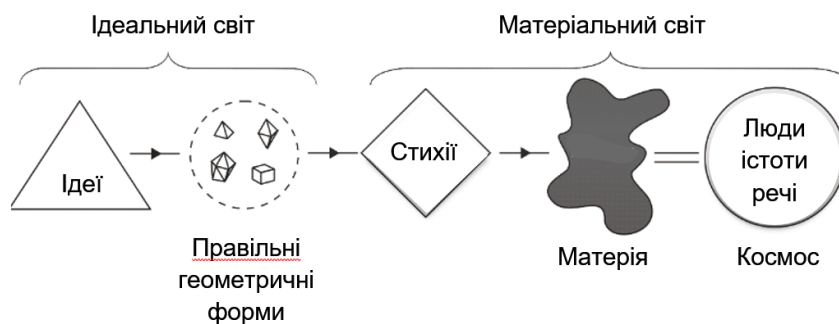 Ідеальний світ
Матеріальний світ
Ідеї
Стихії
Люди
істоти
речі
Правільні
геометричні
форми
Матерія
Космос